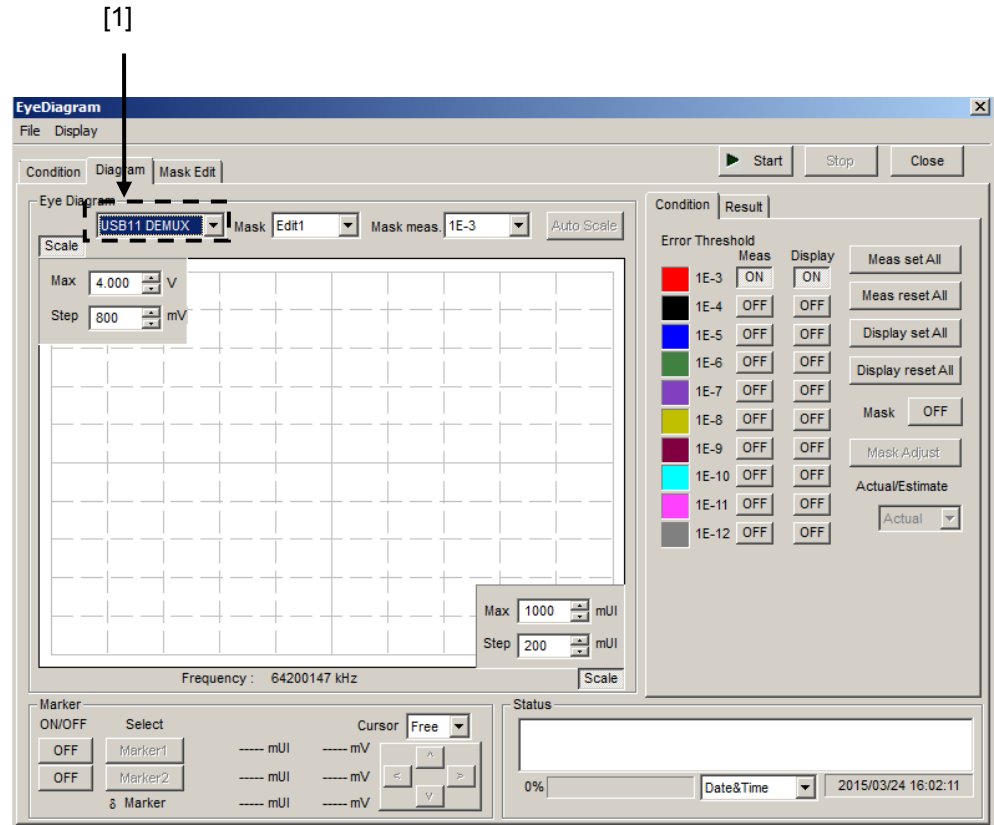 [1]
EyeDiagram
File Display
Condition Diagram Mask Edit
Start Stop Close
Eye Diagram
USB11 DEMUX Mask Edit1 Mask meas. 1E-3 Auto Scale
Scale
Max 4.000 V
Step 800 mV
Max 1000 mUI
Step 200 mUI
Frequency : 64200147 kHz Scale
Condition Result
Error Threshold
Meas Display
1E-3 ON ON
1E-4 OFF OFF
1E-5 OFF OFF
1E-6 OFF OFF
1E-7 OFF OFF
1E-8 OFF OFF
1E-9 OFF OFF
1E-10 OFF OFF
1E-11 OFF OFF
1E-12 OFF OFF
Meas set All
Meas reset All
Display set All
Display reset All
Mask OFF
Mask Adjust
Actual/Estimate
Actual
Marker
ON/OFF Select Cursor Free
OFF Marker1 ----- mUI ----- mV
OFF Marker2 ----- mUI ----- mV
δ Marker ----- mUI ----- mV
^
< >
v
Status
0% Date&Time 2015/03/24 16:02:11